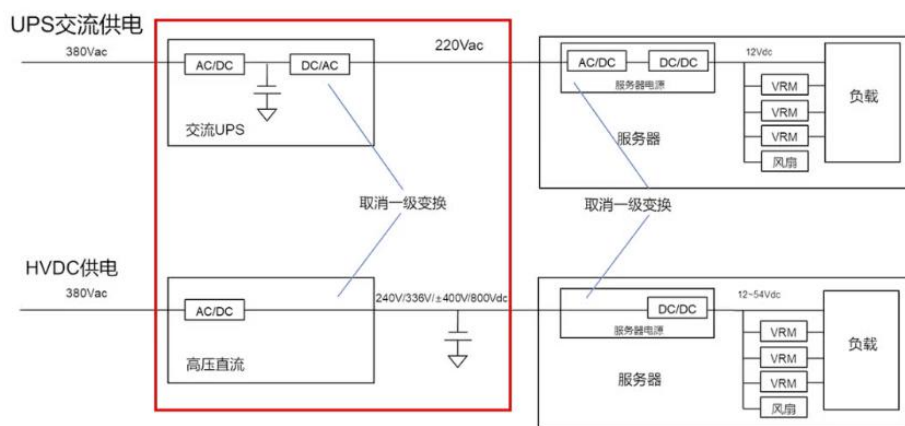 UPS交流供电
380Vac
AC/DC
DC/AC
交流UPS
220Vac
AC/DC
DC/DC
服务器电源
服务器
12Vdc
VRM
VRM
VRM
风扇
负载
取消一级变换
取消一级变换
HVDC供电
380Vac
AC/DC
高压直流
240V/336V/±400V/800Vdc
DC/DC
服务器电源
服务器
12~54Vdc
VRM
VRM
VRM
风扇
负载